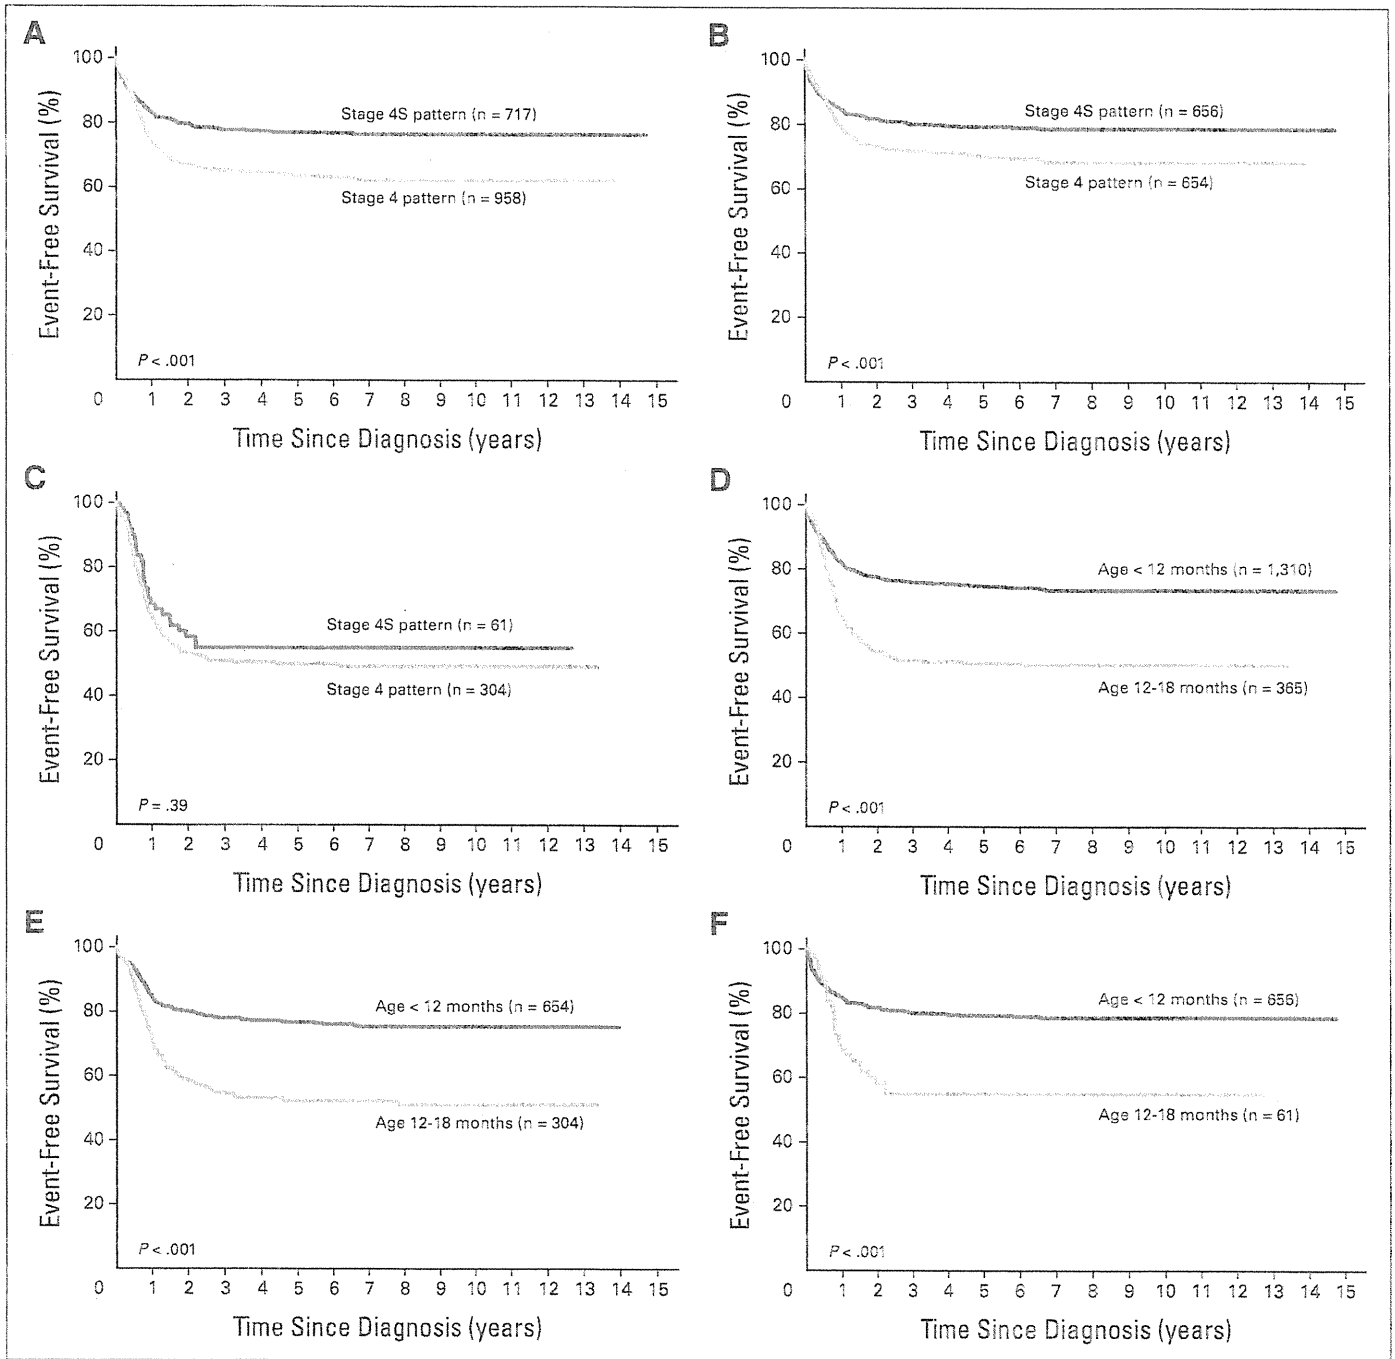 A
Event-Free Survival (%)
100
80
60
40
20
0
Stage 4S pattern (n = 717)
Stage 4 pattern (n = 958)
P < .001
1 2 3 4 5 6 7 8 9 10 11 12 13 14 15
Time Since Diagnosis (years)
B
Event-Free Survival (%)
100
80
60
40
20
0
Stage 4S pattern (n = 656)
Stage 4 pattern (n = 654)
P < .001
1 2 3 4 5 6 7 8 9 10 11 12 13 14 15
Time Since Diagnosis (years)
C
Event-Free Survival (%)
100
80
60
40
20
0
Stage 4S pattern (n = 61)
Stage 4 pattern (n = 304)
P = .39
1 2 3 4 5 6 7 8 9 10 11 12 13 14 15
Time Since Diagnosis (years)
D
Event-Free Survival (%)
100
80
60
40
20
0
Age < 12 months (n = 1,310)
Age 12-18 months (n = 365)
P < .001
1 2 3 4 5 6 7 8 9 10 11 12 13 14 15
Time Since Diagnosis (years)
E
Event-Free Survival (%)
100
80
60
40
20
0
Age < 12 months (n = 654)
Age 12-18 months (n = 304)
P < .001
1 2 3 4 5 6 7 8 9 10 11 12 13 14 15
Time Since Diagnosis (years)
F
Event-Free Survival (%)
100
80
60
40
20
0
Age < 12 months (n = 656)
Age 12-18 months (n = 61)
P < .001
1 2 3 4 5 6 7 8 9 10 11 12 13 14 15
Time Since Diagnosis (years)